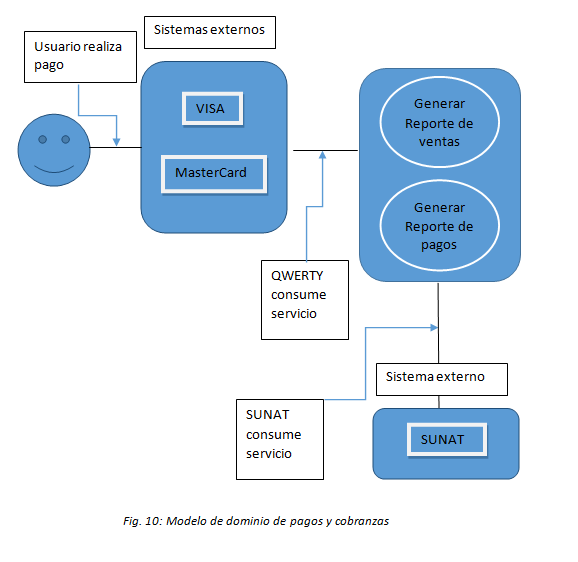 Usuario realiza
pago
Sistemas externos
VISA
MasterCard
Generar
Reporte de
ventas
Generar
Reporte de
pagos
QWERTY
consume
servicio
Sistema externo
SUNAT
consume
servicio
SUNAT
Fig. 10: Modelo de dominio de pagos y cobranzas